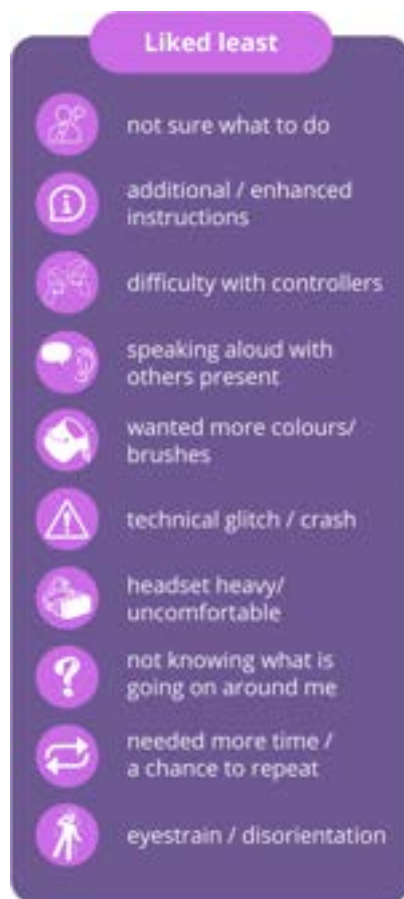 Liked least
not sure what to do
additional / enhanced
instructions
difficulty with controllers
speaking aloud with
others present
wanted more colours/
brushes
technical glitch / crash
headset heavy/
uncomfortable
not knowing what is
going on around me
needed more time /
a chance to repeat
eyestrain / disorientation